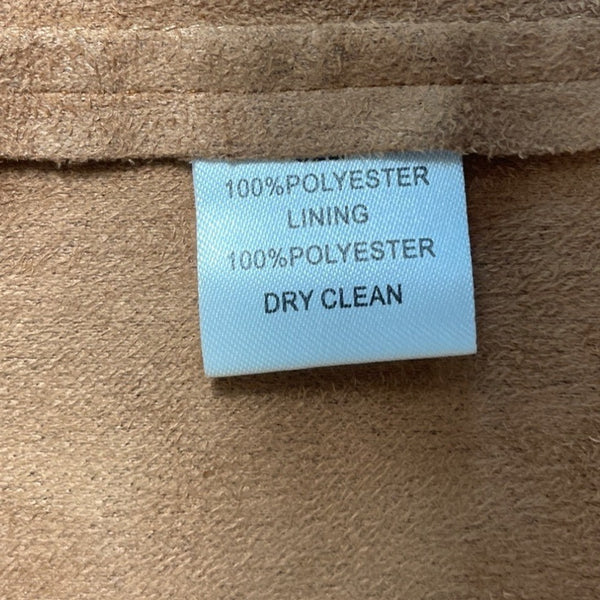 100%POLYESTER
LINING
100%POLYESTER
DRY CLEAN